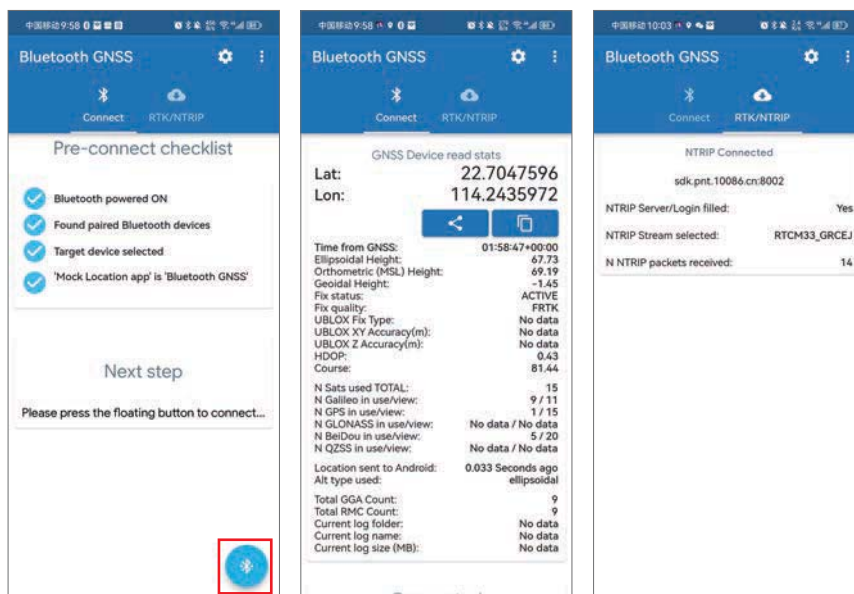 中国移动 9:58
Bluetooth GNSS
Connect RTK/NTRIP
Pre-connect checklist
Bluetooth powered ON
Found paired Bluetooth devices
Target device selected
'Mock Location app' is 'Bluetooth GNSS'
Next step
Please press the floating button to connect...
中国移动 9:58
Bluetooth GNSS
Connect RTK/NTRIP
GNSS Device read stats
Lat: 22.7047596
Lon: 114.2435972
Time from GNSS: 01:58:47+00:00
Ellipsoidal Height: 67.73
Orthometric (MSL) Height: 69.19
Geoidal Height: -1.45
Fix status: ACTIVE
Fix quality: FRTK
UBLOX Fix Type: No data
UBLOX XY Accuracy(m): No data
UBLOX Z Accuracy(m): No data
HDOP: 0.43
Course: 81.44
N Sats used TOTAL: 15
N Galileo in use/view: 9 / 11
N GPS in use/view: 1 / 15
N GLONASS in use/view: No data / No data
N BeiDou in use/view: 5 / 20
N QZSS in use/view: No data / No data
Location sent to Android: 0.033 Seconds ago
Alt type used: ellipsoidal
Total GGA Count: 9
Total RMC Count: 9
Current log folder: No data
Current log name: No data
Current log size (MB): No data
中国移动 10:03
Bluetooth GNSS
Connect RTK/NTRIP
NTRIP Connected
sdk.pnt.10086.cn:8002
NTRIP Server/Login filled: Yes
NTRIP Stream selected: RTCM33_GRCEJ
N NTRIP packets received: 14